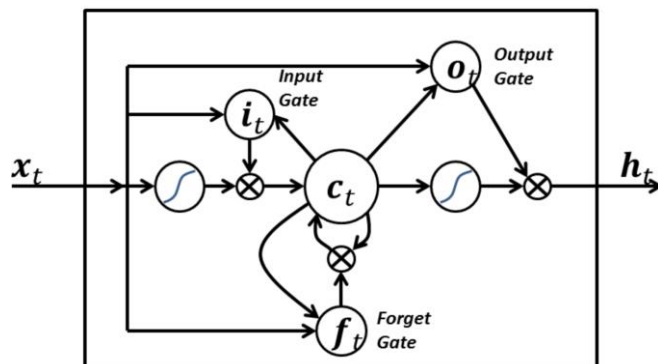 Output
Gate
o_t
Input
Gate
i_t
x_t
c_t
h_t
f_t
Forget
Gate